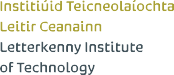 Institiúid Teicneolaíochta
Leitir Ceanainn
Letterkenny Institute
of Technology